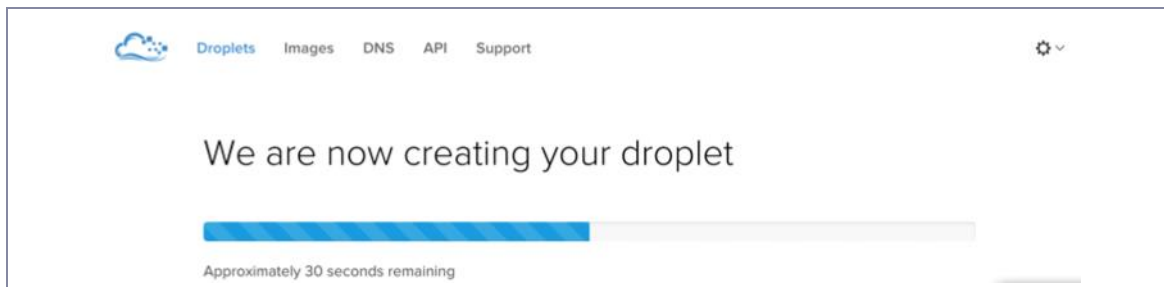 Droplets Images DNS API Support
We are now creating your droplet
Approximately 30 seconds remaining